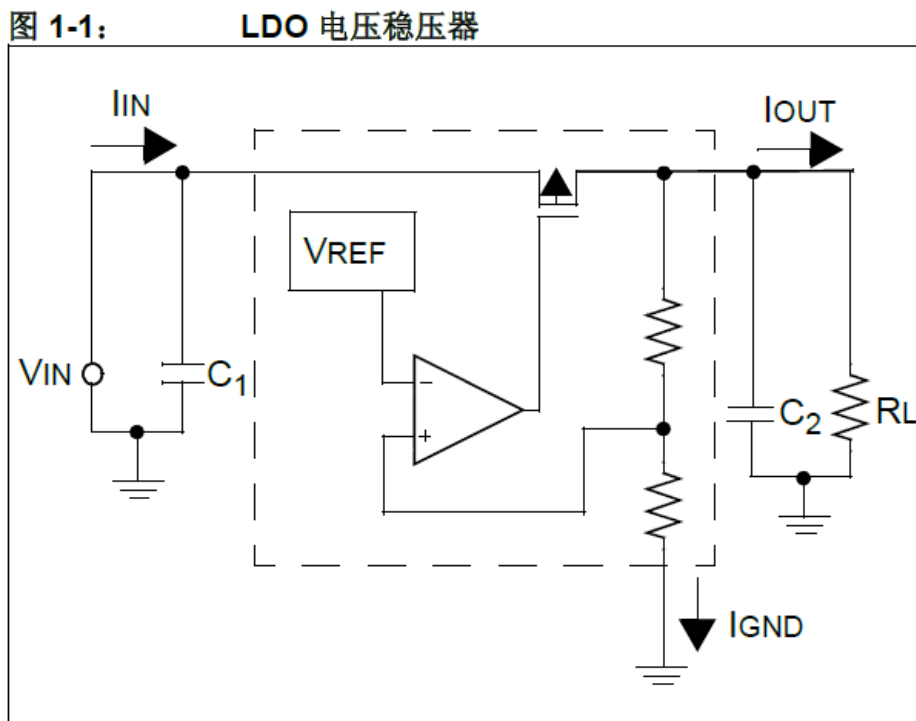 图 1-1： LDO 电压稳压器
IIN
IOUT
VREF
VIN
C1
−
+
C2
RL
IGND